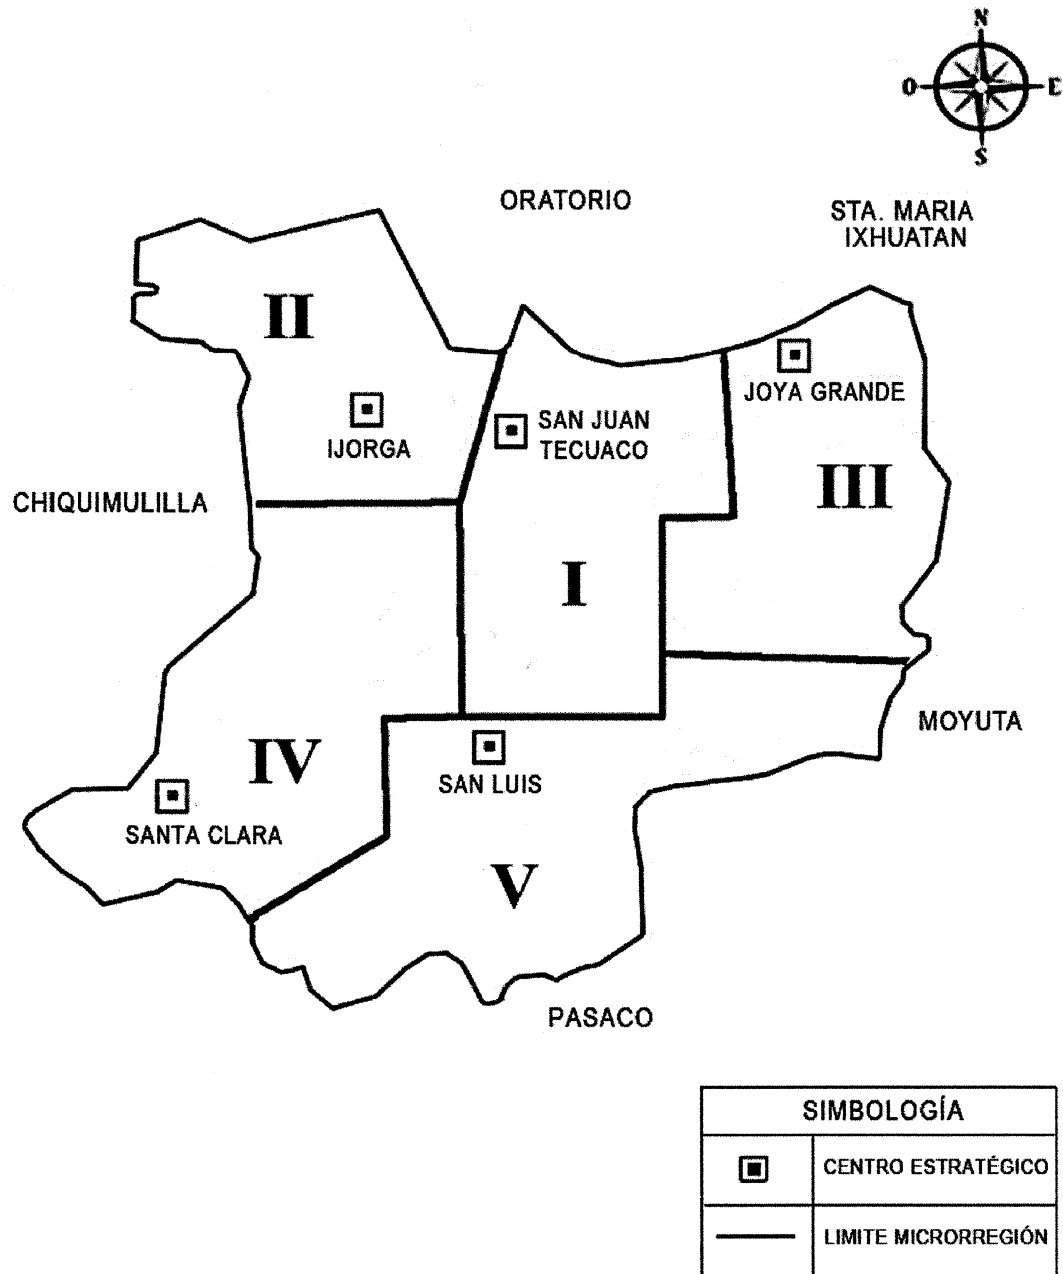 N
O
E
S
ORATORIO
STA. MARIA
IXHUATAN
II
JOYA GRANDE
IJORGA
SAN JUAN
TECUACO
III
CHIQUIMULILLA
I
MOYUTA
IV
SAN LUIS
SANTA CLARA
V
PASACO
SIMBOLOGÍA
CENTRO ESTRATÉGICO
LIMITE MICRORREGIÓN